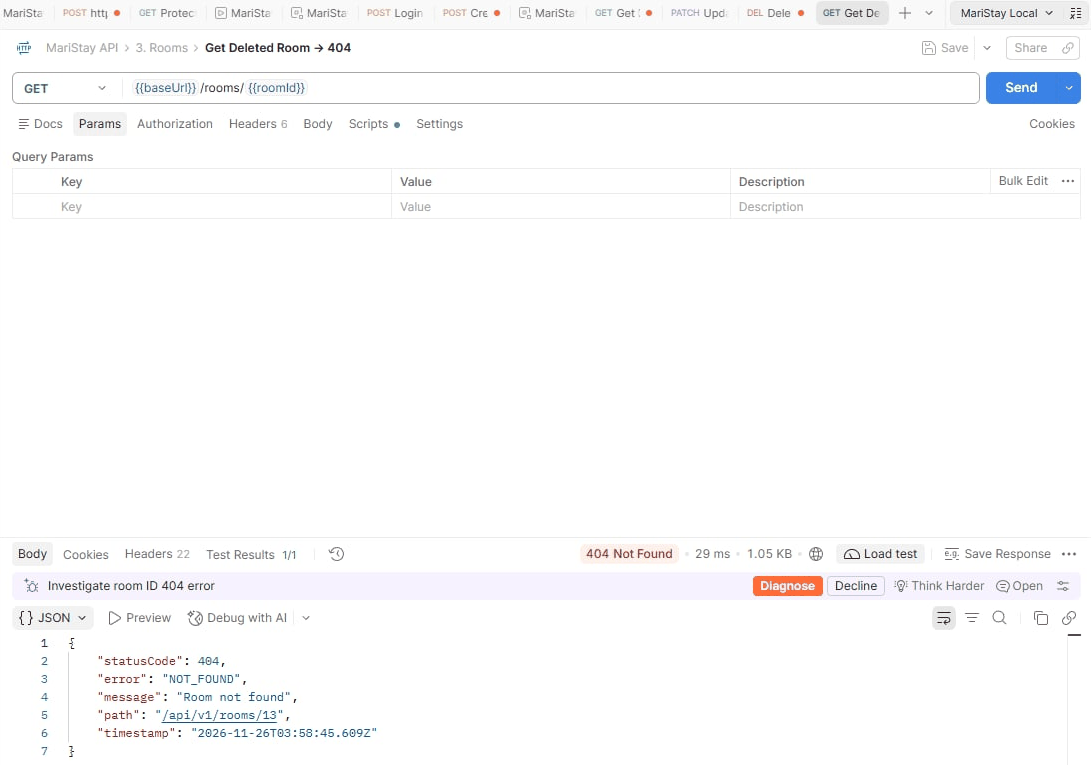 MariSta POST htt GET Protec MariSta MariSta POST Login POST Cre MariSta GET Get PATCH Upd DEL Dele GET Get De MariStay Local
HTTP MariStay API > 3. Rooms > Get Deleted Room → 404 Save Share
GET {{baseUrl}} /rooms/ {{roomId}} Send
Docs Params Authorization Headers 6 Body Scripts Settings Cookies
Query Params
Key Value Description Bulk Edit ...
Key Value Description
Body Cookies Headers 22 Test Results 1/1 404 Not Found • 29 ms • 1.05 KB • Load test e.g. Save Response ...
Investigate room ID 404 error Diagnose Decline Think Harder Open
{} JSON Preview Debug with AI
1 {
2 "statusCode": 404,
3 "error": "NOT_FOUND",
4 "message": "Room not found",
5 "path": "/api/v1/rooms/13",
6 "timestamp": "2026-11-26T03:58:45.609Z"
7 }